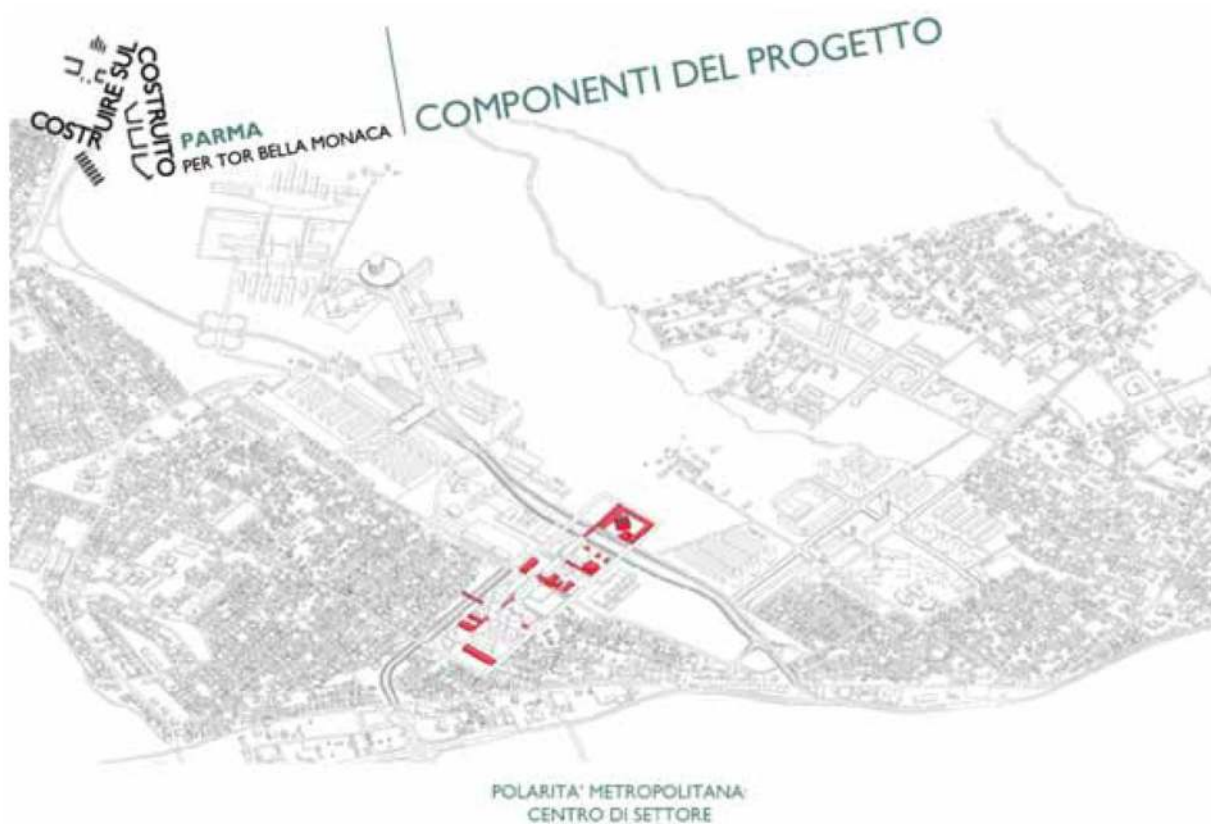 COSTRUIRE SUL
COSTRUITO
PARMA
PER TOR BELLA MONACA
COMPONENTI DEL PROGETTO
POLARITA' METROPOLITANA:
CENTRO DI SETTORE